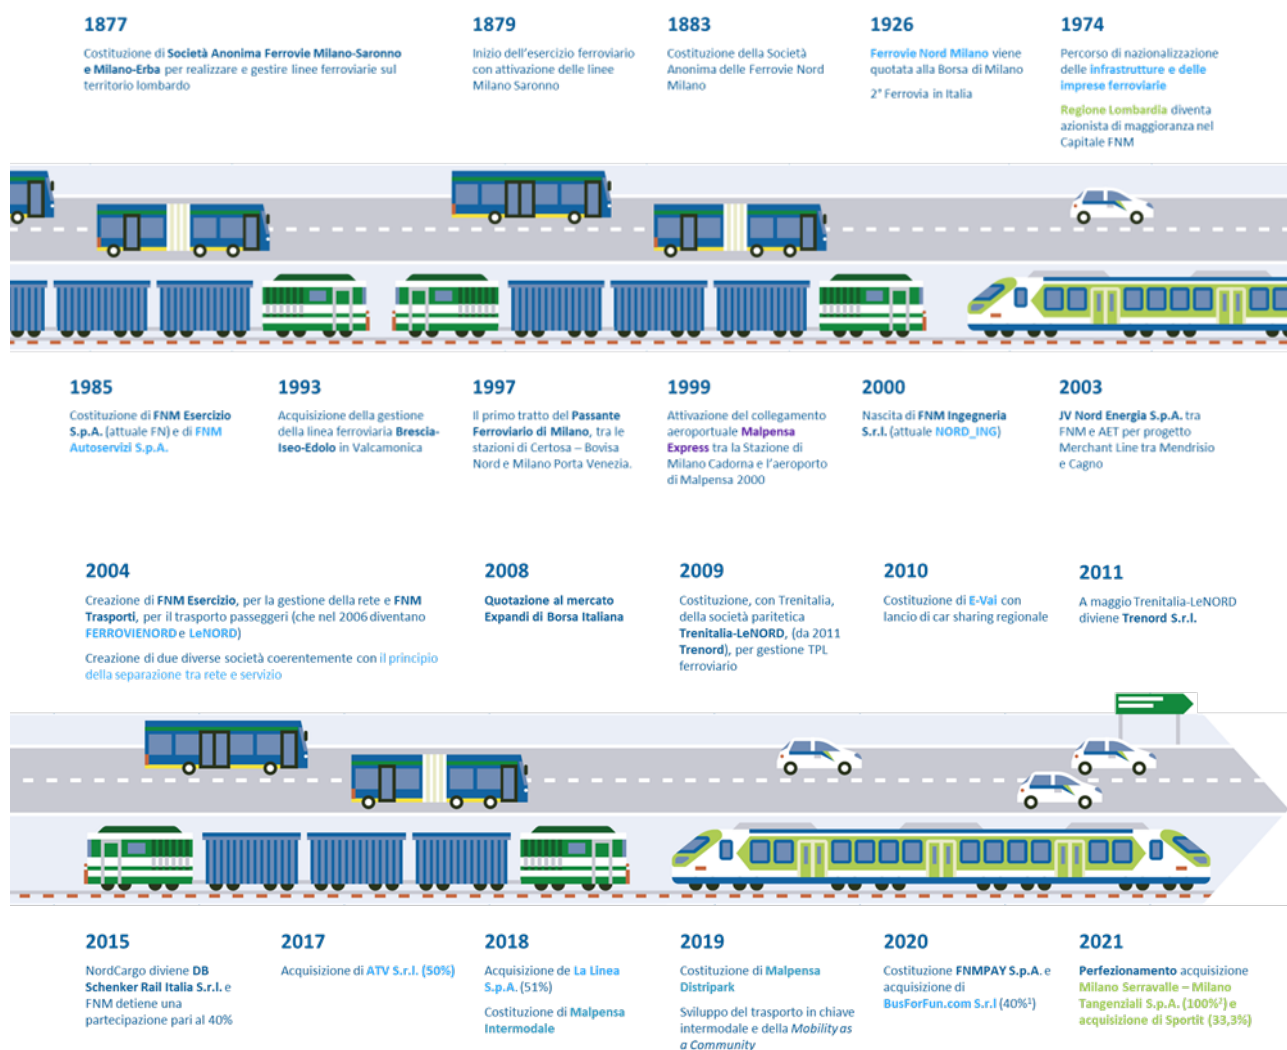 1877
Costituzione di Società Anonima Ferrovie Milano-Saronno
e Milano-Erba per realizzare e gestire linee ferroviarie sul
territorio lombardo
1879
Inizio dell'esercizio ferroviario
con attivazione delle linee
Milano Saronno
1883
Costituzione della Società
Anonima delle Ferrovie Nord
Milano
1926
Ferrovie Nord Milano viene
quotata alla Borsa di Milano
2° Ferrovia in Italia
1974
Percorso di nazionalizzazione
delle infrastrutture e delle
imprese ferroviarie
Regione Lombardia diventa
azionista di maggioranza nel
Capitale FNM
1985
Costituzione di FNM Esercizio
S.p.A. (attuale FN) e di FNM
Autoservizi S.p.A.
1993
Acquisizione della gestione
della linea ferroviaria Brescia-
Iseo-Edolo in Valcamonica
1997
Il primo tratto del Passante
Ferroviario di Milano, tra le
stazioni di Certosa – Bovisa
Nord e Milano Porta Venezia.
1999
Attivazione del collegamento
aeroportuale Malpensa
Express tra la Stazione di
Milano Cadorna e l'aeroporto
di Malpensa 2000
2000
Nascita di FNM Ingegneria
S.r.l. (attuale NORD_ING)
2003
JV Nord Energia S.p.A. tra
FNM e AET per progetto
Merchant Line tra Mendrisio
e Cagno
2004
Creazione di FNM Esercizio, per la gestione della rete e FNM
Trasporti, per il trasporto passeggeri (che nel 2006 diventano
FERROVIENORD e LeNORD)
Creazione di due diverse società coerentemente con il principio
della separazione tra rete e servizio
2008
Quotazione al mercato
Expandi di Borsa Italiana
2009
Costituzione, con Trenitalia,
della società paritetica
Trenitalia-LeNORD, (da 2011
Trenord), per gestione TPL
ferroviario
2010
Costituzione di E-Vai con
lancio di car sharing regionale
2011
A maggio Trenitalia-LeNORD
diviene Trenord S.r.l.
2015
NordCargo diviene DB
Schenker Rail Italia S.r.l. e
FNM detiene una
partecipazione pari al 40%
2017
Acquisizione di ATV S.r.l. (50%)
2018
Acquisizione de La Linea
S.p.A. (51%)
Costituzione di Malpensa
Intermodale
2019
Costituzione di Malpensa
Distripark
Sviluppo del trasporto in chiave
intermodale e della Mobility as
a Community
2020
Costituzione FNMPAY S.p.A. e
acquisizione di
BusForFun.com S.r.l (40%¹)
2021
Perfezionamento acquisizione
Milano Serravalle – Milano
Tangenziali S.p.A. (100%²) e
acquisizione di Sportit (33,3%)